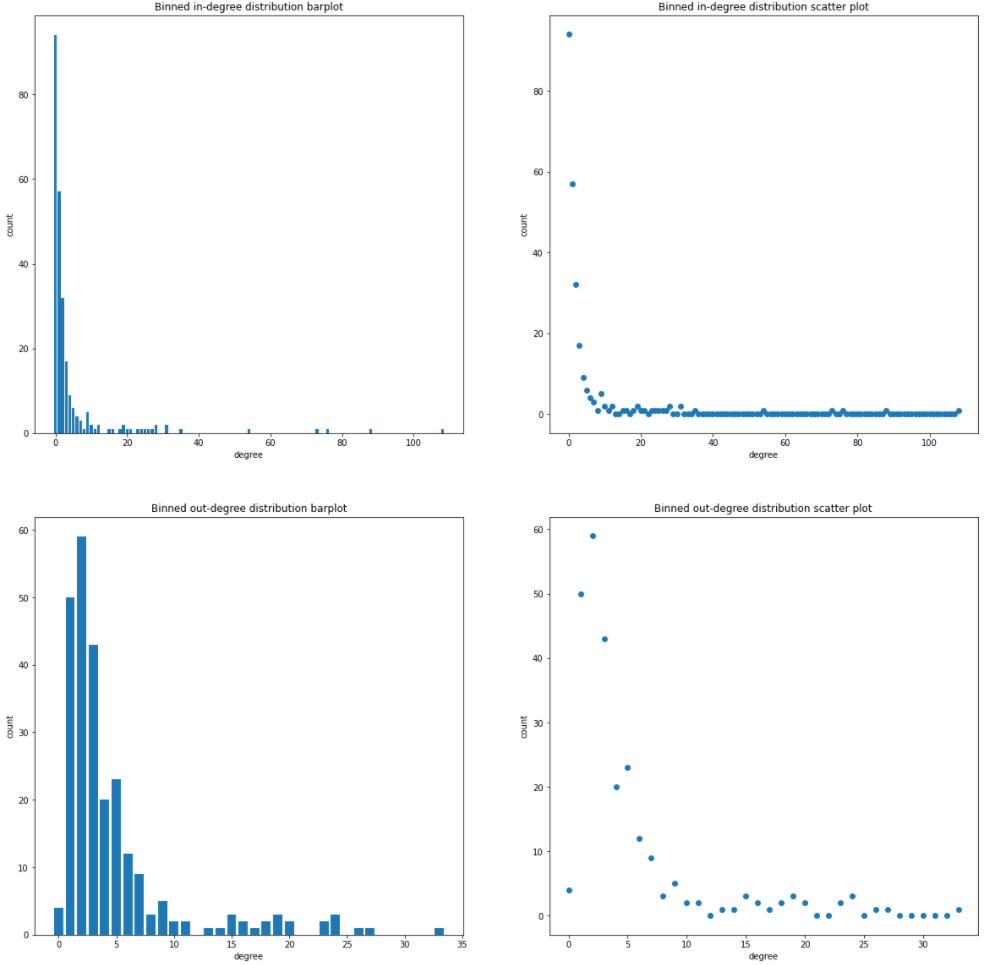 Binned in-degree distribution barplot
count
80
60
40
20
0
0 20 40 60 80 100
degree
Binned in-degree distribution scatter plot
count
80
60
40
20
0
0 20 40 60 80 100
degree
Binned out-degree distribution barplot
count
60
50
40
30
20
10
0
0 5 10 15 20 25 30 35
degree
Binned out-degree distribution scatter plot
count
60
50
40
30
20
10
0
0 5 10 15 20 25 30
degree